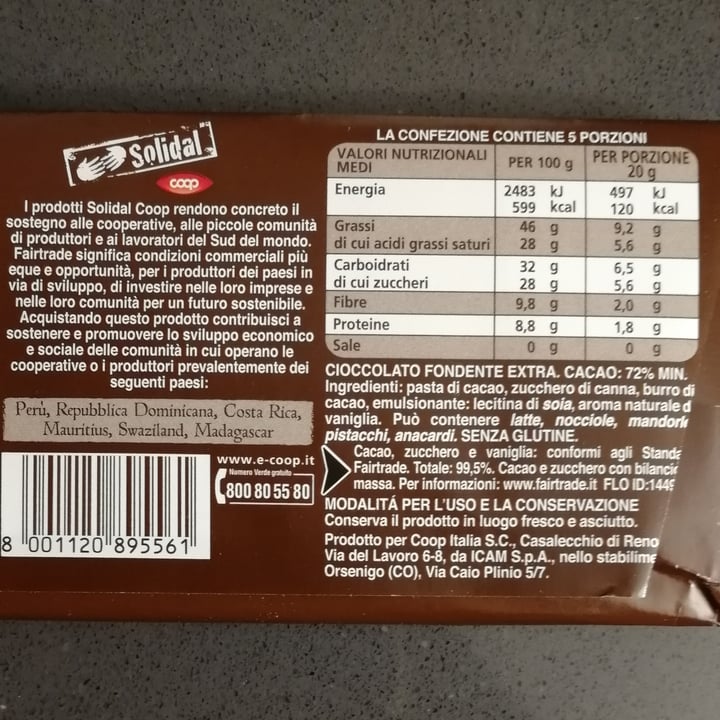 Solidal
coop
I prodotti Solidal Coop rendono concreto il
sostegno alle cooperative, alle piccole comunità
di produttori e ai lavoratori del Sud del mondo.
Fairtrade significa condizioni commerciali più
eque e opportunità, per i produttori dei paesi in
via di sviluppo, di investire nelle loro imprese e
nelle loro comunità per un futuro sostenibile.
Acquistando questo prodotto contribuisci a
sostenere e promuovere lo sviluppo economico
e sociale delle comunità in cui operano le
cooperative o i produttori prevalentemente dei
seguenti paesi:
Perù, Repubblica Dominicana, Costa Rica,
Mauritius, Swaziland, Madagascar
www.e-coop.it
Numero Verde gratuito
800 80 55 80
8 001120 895561
LA CONFEZIONE CONTIENE 5 PORZIONI
VALORI NUTRIZIONALI MEDI PER 100 g PER PORZIONE 20 g
Energia 2483 kJ 497 kJ
599 kcal 120 kcal
Grassi 46 g 9,2 g
di cui acidi grassi saturi 28 g 5,6 g
Carboidrati 32 g 6,5 g
di cui zuccheri 28 g 5,6 g
Fibre 9,8 g 2,0 g
Proteine 8,8 g 1,8 g
Sale 0 g 0 g
CIOCCOLATO FONDENTE EXTRA. CACAO: 72% MIN.
Ingredienti: pasta di cacao, zucchero di canna, burro di
cacao, emulsionante: lecitina di soia, aroma naturale d
vaniglia. Può contenere latte, nocciole, mandorle
pistacchi, anacardi. SENZA GLUTINE.
Cacao, zucchero e vaniglia: conformi agli Standa
Fairtrade. Totale: 99,5%. Cacao e zucchero con bilancio
massa. Per informazioni: www.fairtrade.it FLO ID:1449
MODALITÁ PER L'USO E LA CONSERVAZIONE
Conserva il prodotto in luogo fresco e asciutto.
Prodotto per Coop Italia S.C., Casalecchio di Reno
Via del Lavoro 6-8, da ICAM S.p.A., nello stabilime
Orsenigo (CO), Via Caio Plinio 5/7.